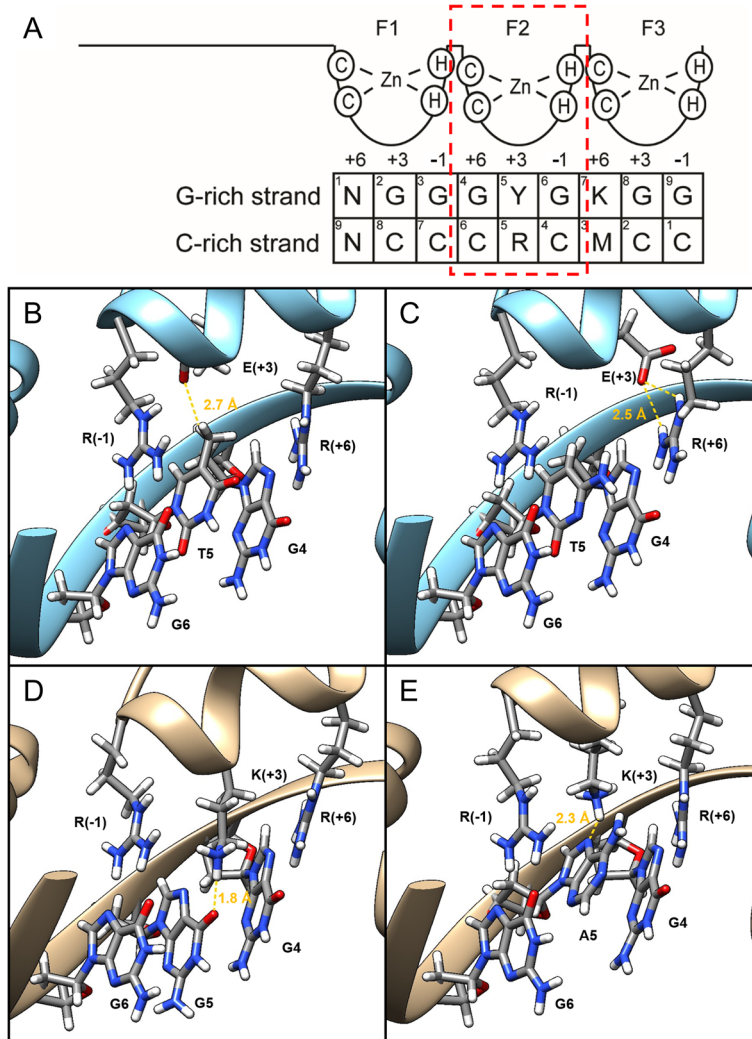 A
F1 F2 F3
C H C H C H
Zn Zn Zn
C H C H C H
+6 +3 -1 +6 +3 -1 +6 +3 -1
G-rich strand 1 N 2 G 3 G 4 G 5 Y 6 G 7 K 8 G 9 G
C-rich strand 9 N 8 C 7 C 6 C 5 R 4 C 3 M 2 C 1 C
B
E(+3)
2.7 Å
R(-1)
R(+6)
T5
G4
G6
C
E(+3)
R(-1)
2.5 Å
R(+6)
T5
G4
G6
D
K(+3)
R(-1)
R(+6)
1.8 Å
G4
G6
G5
E
K(+3)
R(-1)
2.3 Å
R(+6)
A5
G4
G6